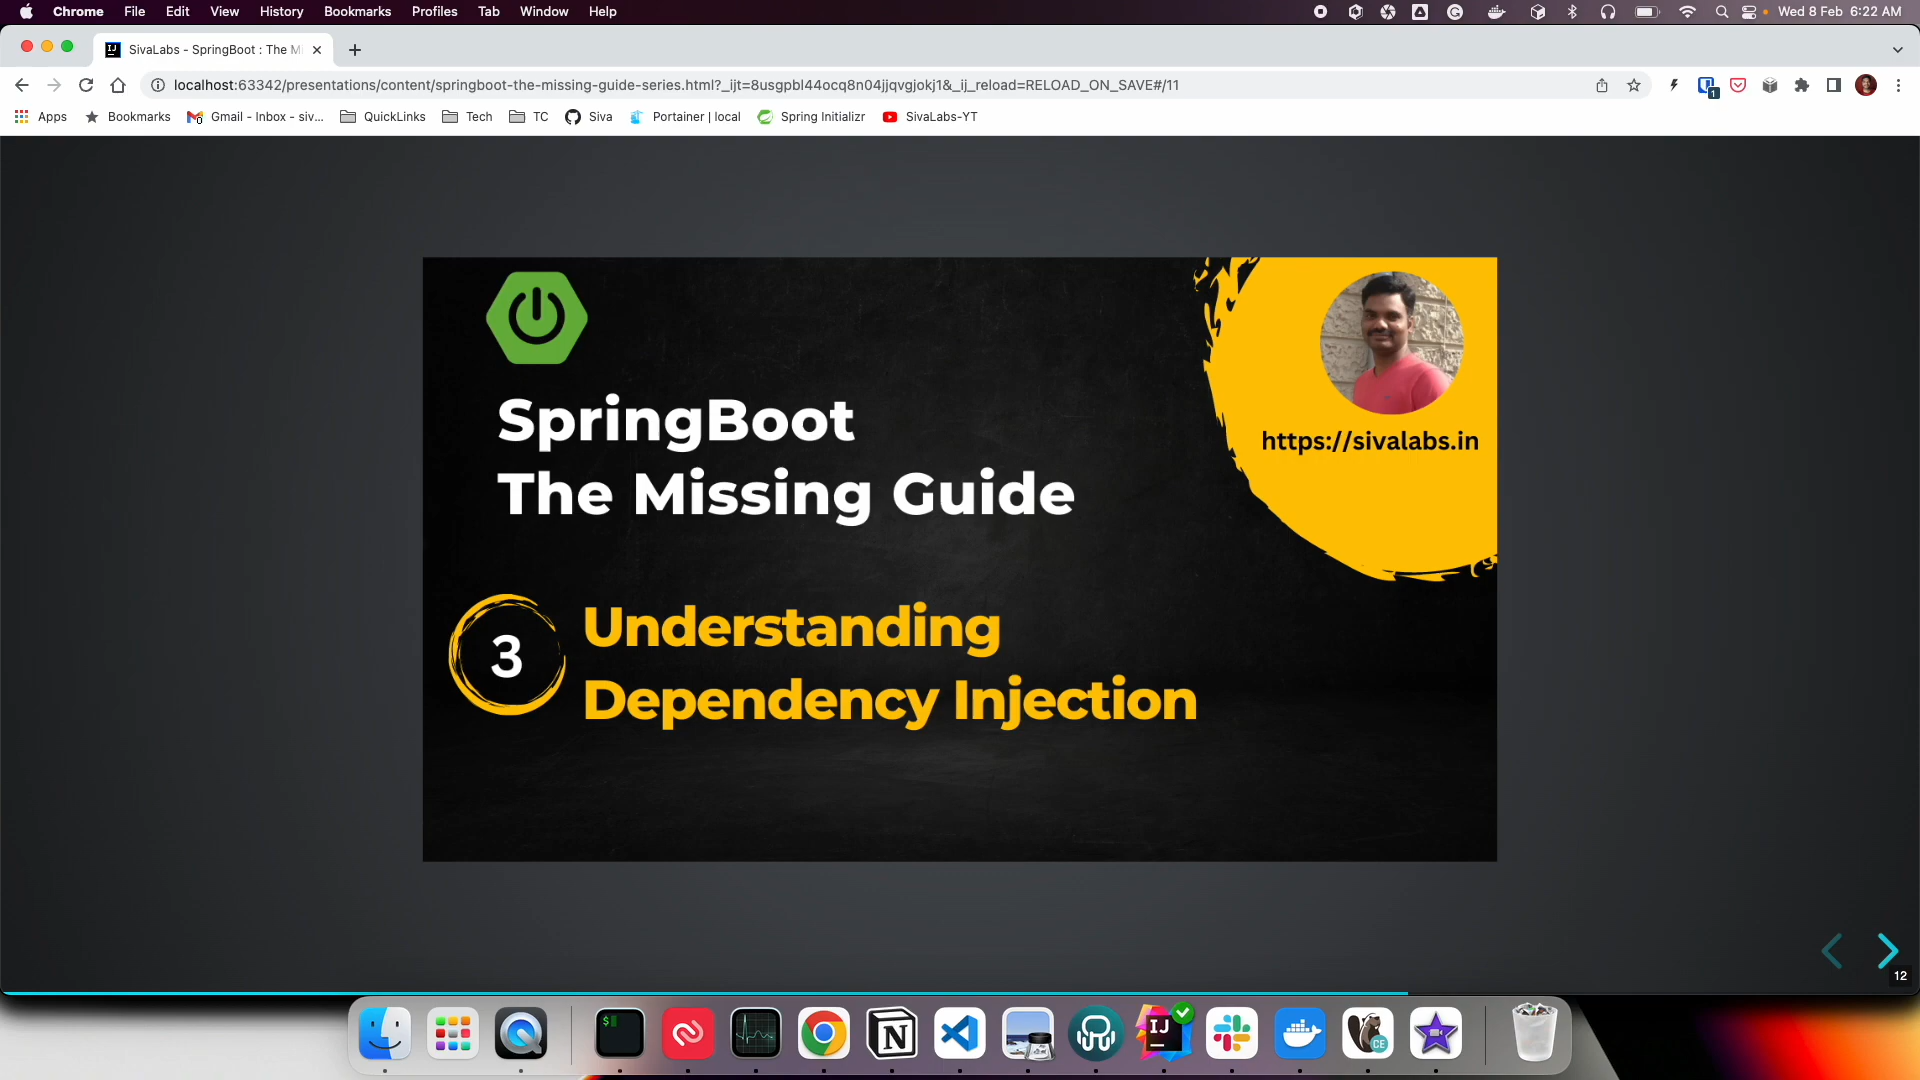 Chrome File Edit View History Bookmarks Profiles Tab Window Help
Wed 8 Feb 6:22 AM
SivaLabs - SpringBoot : The M
localhost:63342/presentations/content/springboot-the-missing-guide-series.html?_ijt=8usgpbl44ocq8n04jjqvgjokj1&_ij_reload=RELOAD_ON_SAVE#/11
1
Apps Bookmarks Gmail - Inbox - siv... QuickLinks Tech TC Siva Portainer | local Spring Initializr SivaLabs-YT
SpringBoot
The Missing Guide
https://sivalabs.in
3
Understanding
Dependency Injection
12
$
N
IJ
CE